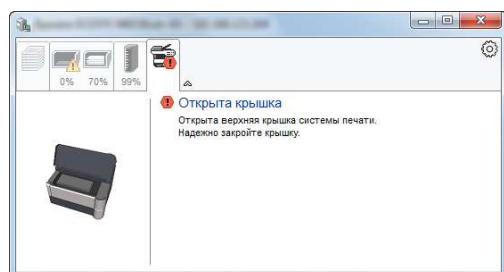 0% 70% 99%
Открыта крышка
Открыта верхняя крышка системы печати.
Надежно закройте крышку.